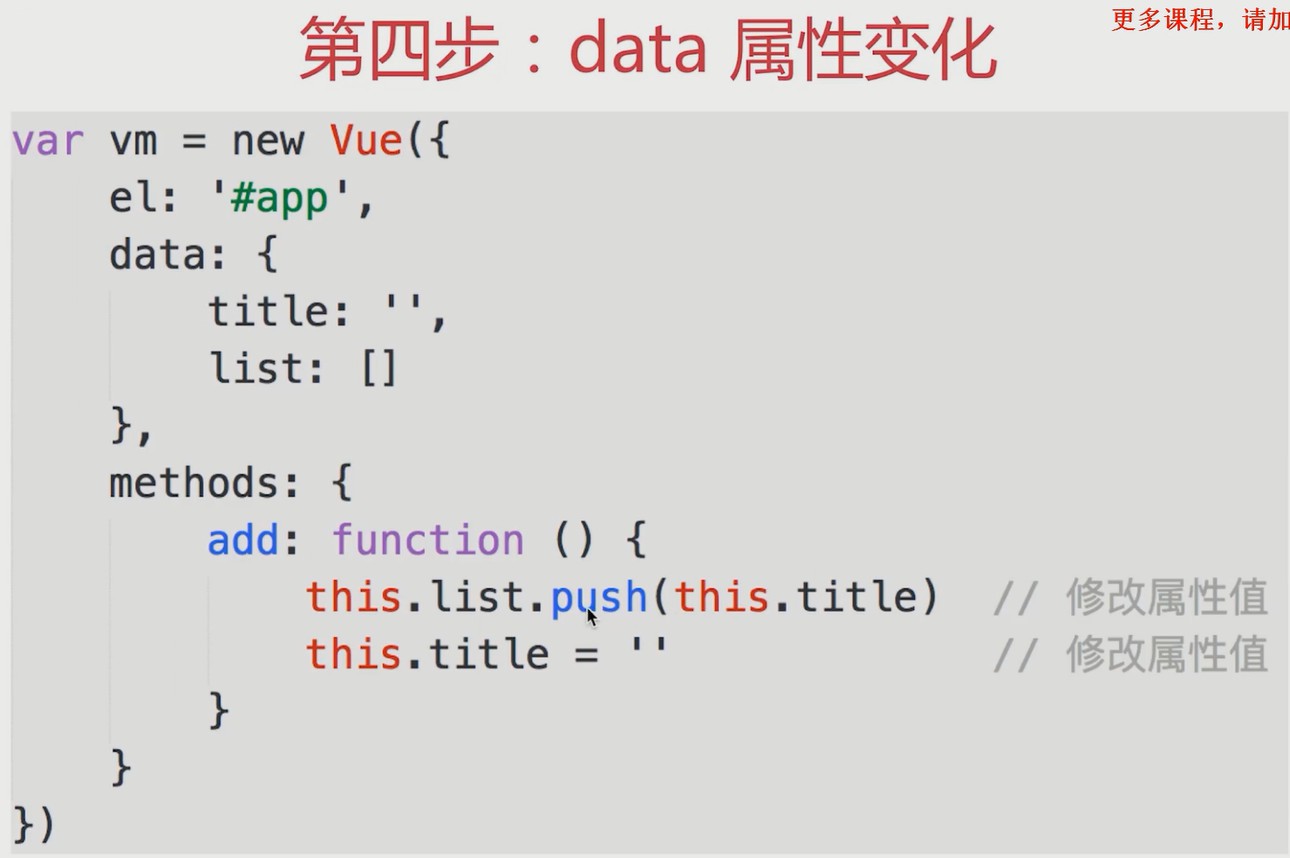 更多课程，请加
第四步：data 属性变化
var vm = new Vue({
    el: '#app',
    data: {
        title: '',
        list: []
    },
    methods: {
        add: function () {
            this.list.push(this.title)  // 修改属性值
            this.title = ''             // 修改属性值
        }
    }
})